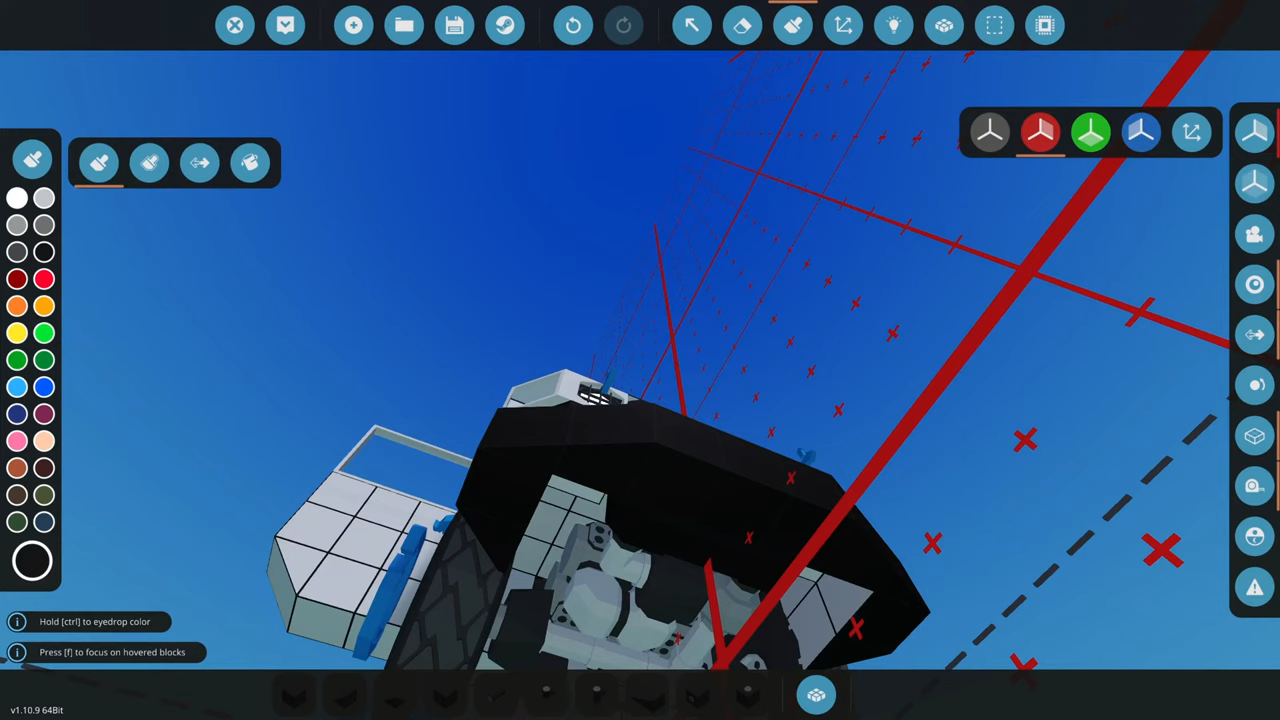 Hold [ctrl] to eyedrop color
Press [f] to focus on hovered blocks
v1.10.9 64Bit